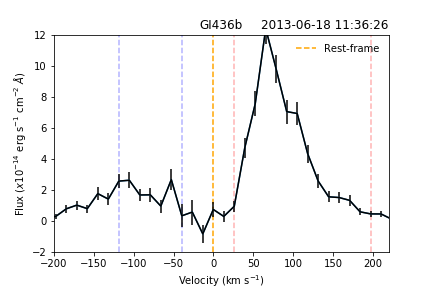 GI436b 2013-06-18 11:36:26
Rest-frame
12
10
8
6
4
2
0
−2
Flux (x10⁻¹⁴ erg s⁻¹ cm⁻² Å)
−200 −150 −100 −50 0 50 100 150 200
Velocity (km s⁻¹)